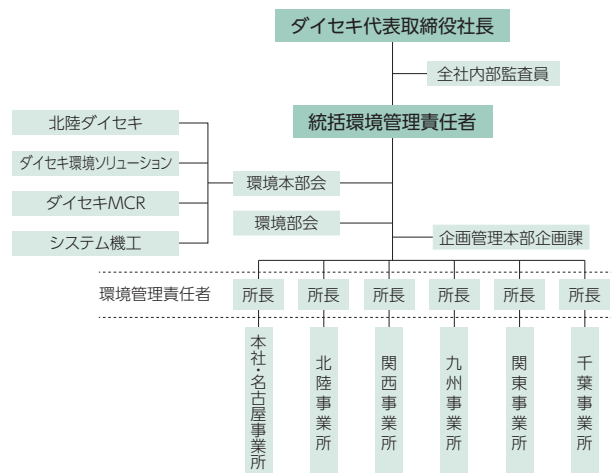 ダイセキ代表取締役社長
全社内部監査員
統括環境管理責任者
北陸ダイセキ
ダイセキ環境ソリューション
ダイセキMCR
システム機工
環境本部会
環境部会
企画管理本部企画課
環境管理責任者
所長
所長
所長
所長
所長
所長
本社・名古屋事業所
北陸事業所
関西事業所
九州事業所
関東事業所
千葉事業所